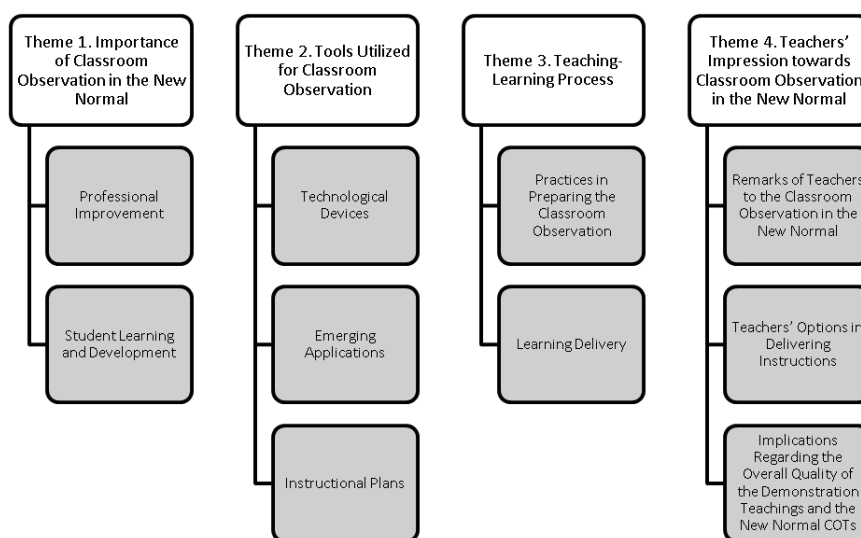 Theme 1. Importance
of Classroom
Observation in the New
Normal
Professional
Improvement
Student Learning
and Development
Theme 2. Tools Utilized
for Classroom
Observation
Technological
Devices
Emerging
Applications
Instructional Plans
Theme 3. Teaching-
Learning Process
Practices in
Preparing the
Classroom
Observation
Learning Delivery
Theme 4. Teachers’
Impression towards
Classroom Observation
in the New Normal
Remarks of Teachers
to the Classroom
Observation in the
New Normal
Teachers’ Options in
Delivering
Instructions
Implications
Regarding the
Overall Quality of
the Demonstration
Teachings and the
New Normal COTs